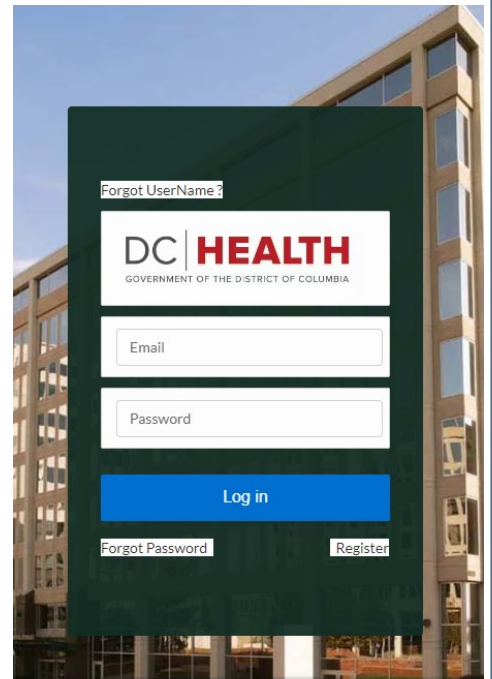 Forgot UserName ?
DC HEALTH
GOVERNMENT OF THE DISTRICT OF COLUMBIA
Email
Password
Log in
Forgot Password Register